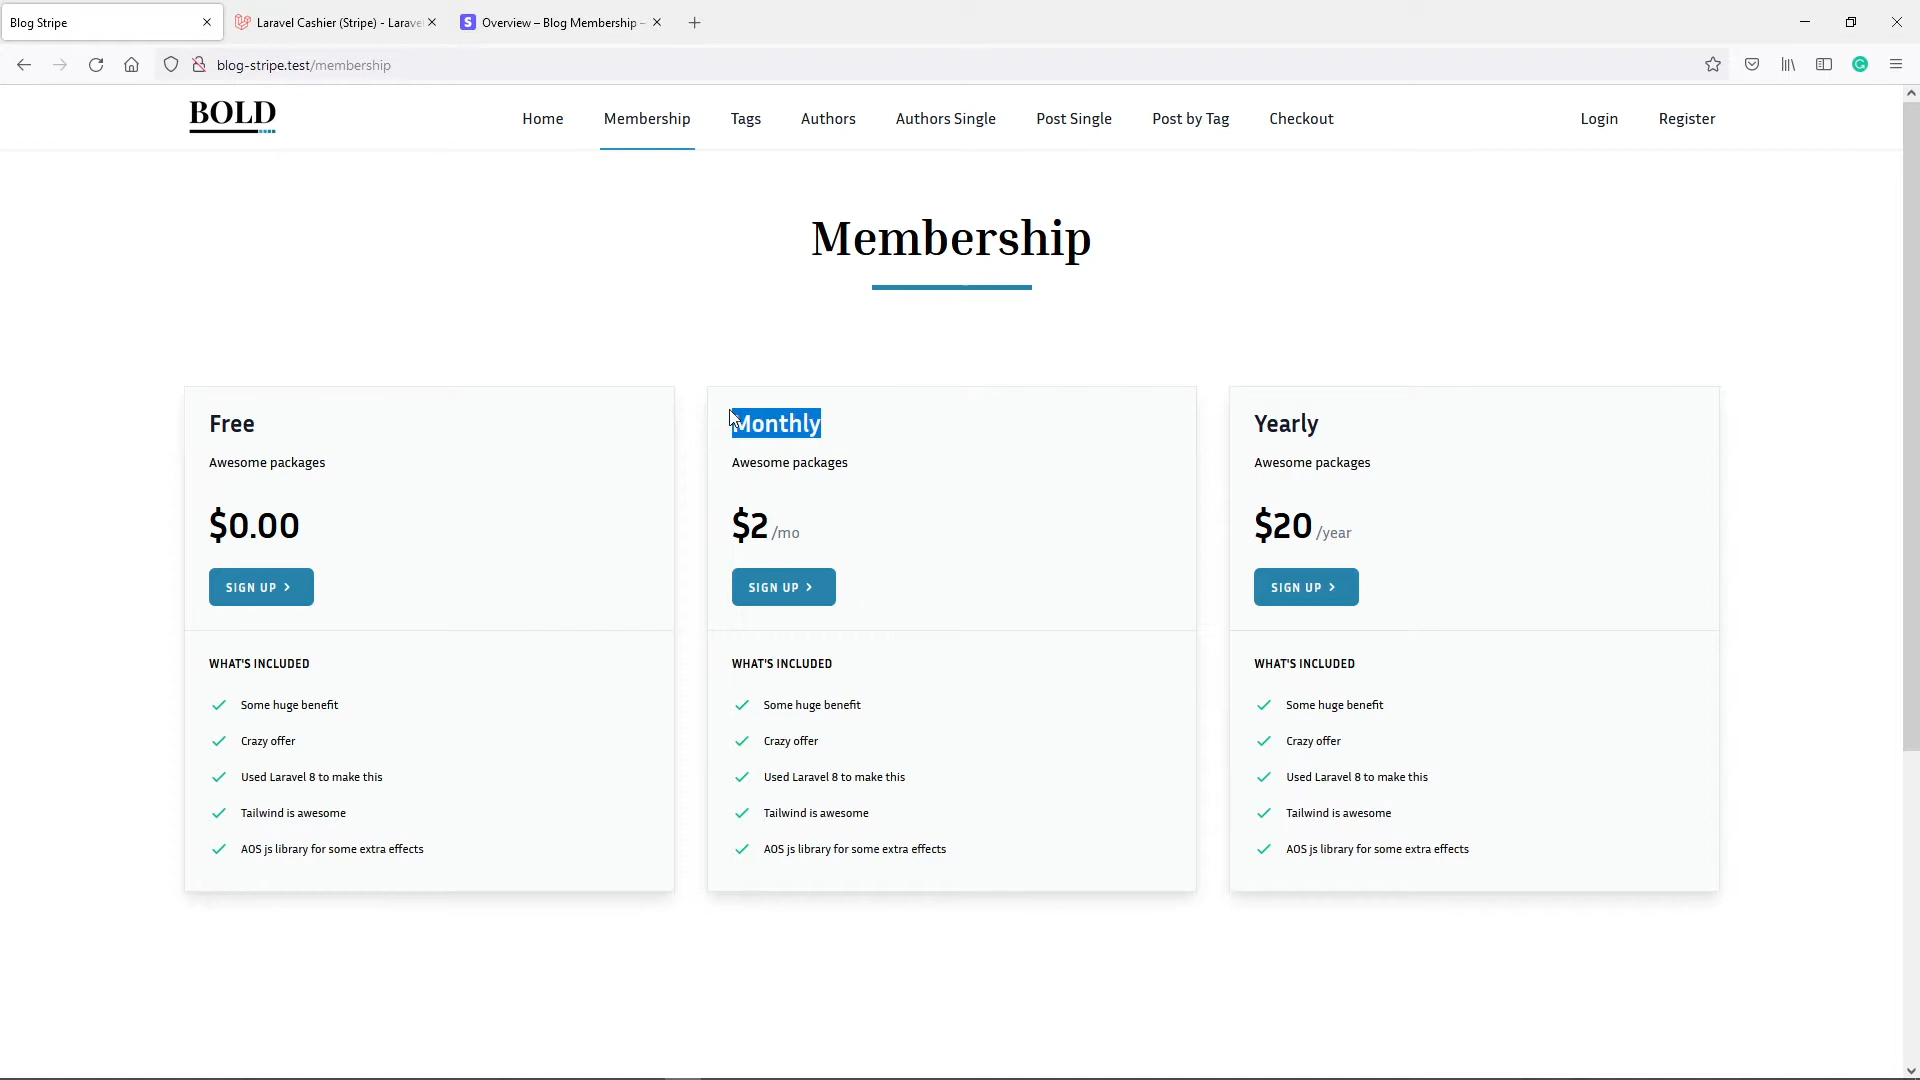 Blog Stripe
Laravel Cashier (Stripe) - Larave
S Overview – Blog Membership –
blog-stripe.test/membership
BOLD
Home Membership Tags Authors Authors Single Post Single Post by Tag Checkout Login Register
Membership
Free
Awesome packages
$0.00
SIGN UP
WHAT'S INCLUDED
Some huge benefit
Crazy offer
Used Laravel 8 to make this
Tailwind is awesome
AOS js library for some extra effects
Monthly
Awesome packages
$2 /mo
SIGN UP
WHAT'S INCLUDED
Some huge benefit
Crazy offer
Used Laravel 8 to make this
Tailwind is awesome
AOS js library for some extra effects
Yearly
Awesome packages
$20 /year
SIGN UP
WHAT'S INCLUDED
Some huge benefit
Crazy offer
Used Laravel 8 to make this
Tailwind is awesome
AOS js library for some extra effects